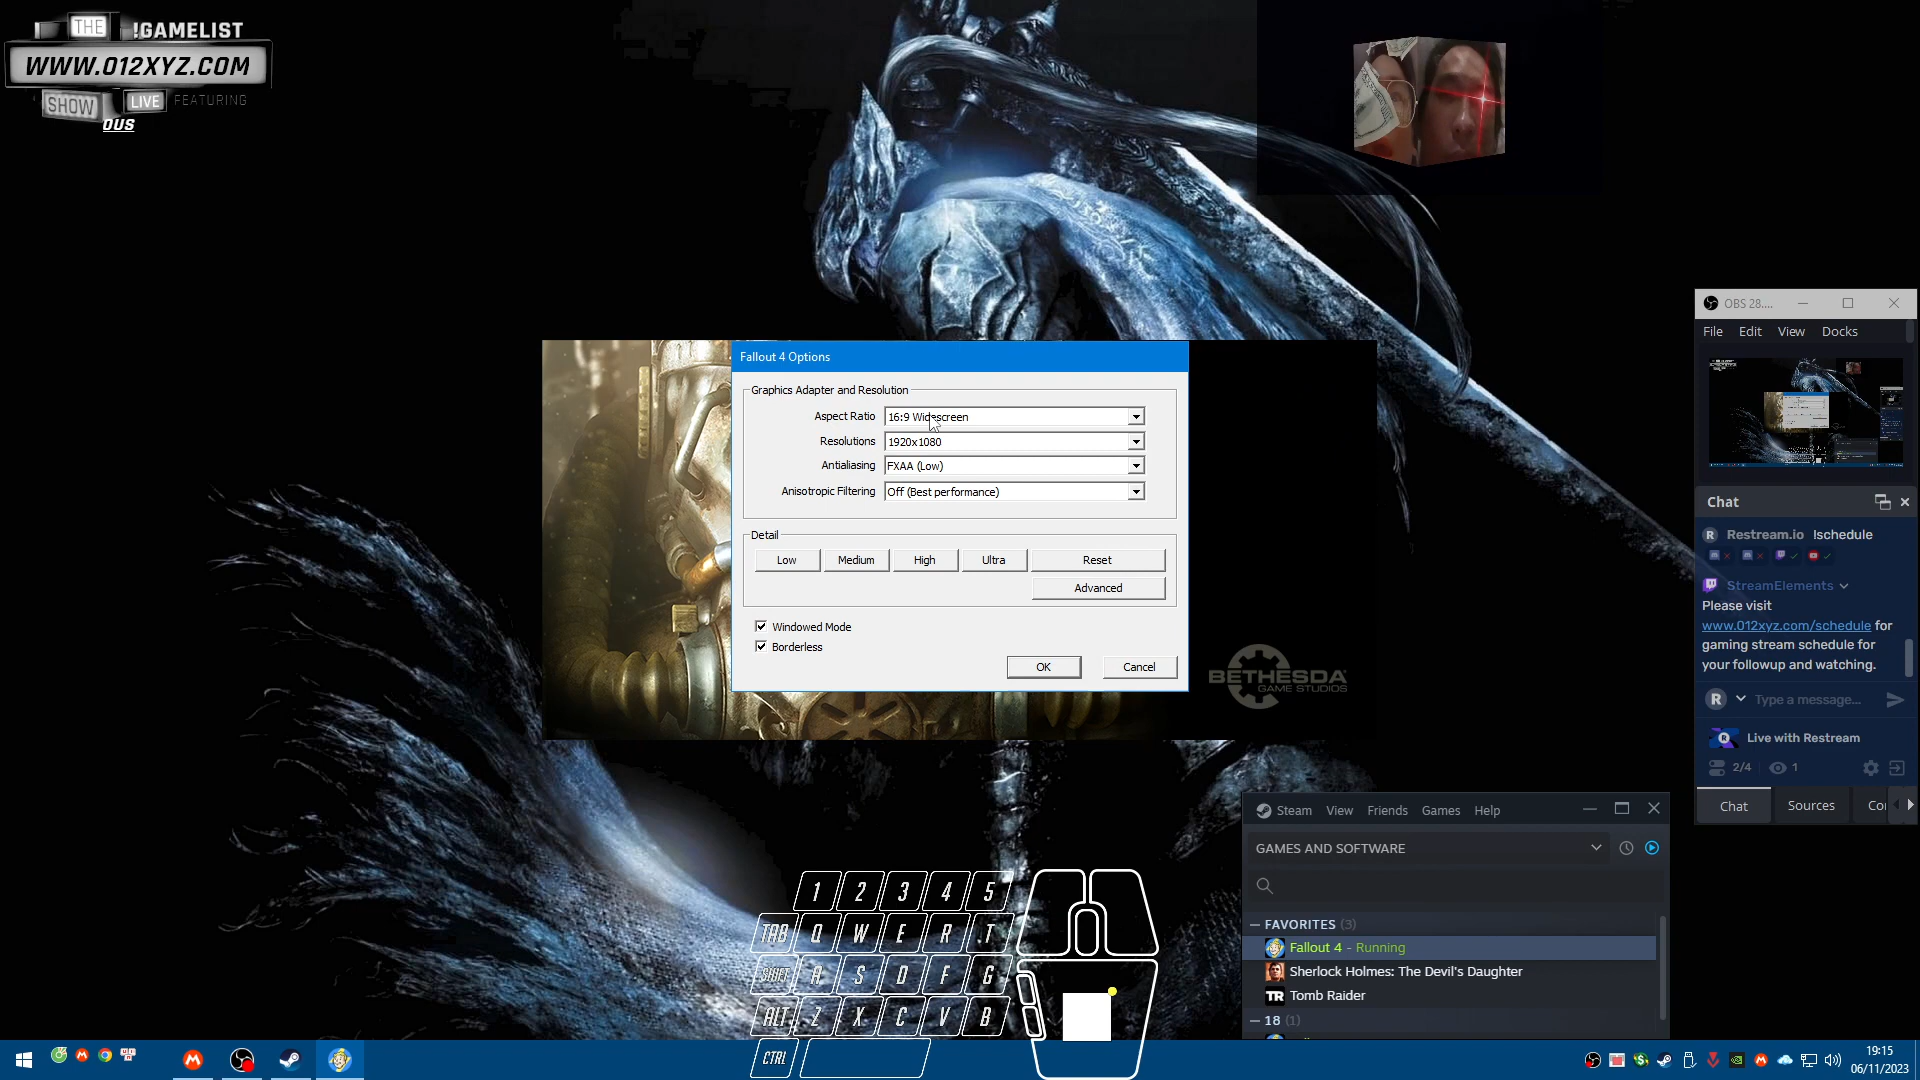 THE !GAMELIST
WWW.012XYZ.COM
SHOW LIVE FEATURING
OUS
Fallout 4 Options
Graphics Adapter and Resolution
Aspect Ratio 16:9 Widescreen
Resolutions 1920x1080
Antialiasing FXAA (Low)
Anisotropic Filtering Off (Best performance)
Detail
Low Medium High Ultra Reset
Advanced
Windowed Mode
Borderless
OK Cancel
BETHESDA
GAME STUDIOS
OBS 28....
File Edit View Docks
Chat
Restream.io !schedule
StreamElements
Please visit
www.012xyz.com/schedule for
gaming stream schedule for
your followup and watching.
R Type a message...
Live with Restream
2/4 1
Chat Sources Co
Steam View Friends Games Help
GAMES AND SOFTWARE
FAVORITES (3)
Fallout 4 - Running
Sherlock Holmes: The Devil's Daughter
TR Tomb Raider
18 (1)
1 2 3 4 5
TAB Q W E R T
SHIFT A S D F G
ALT Z X C V B
CTRL
19:15
06/11/2023